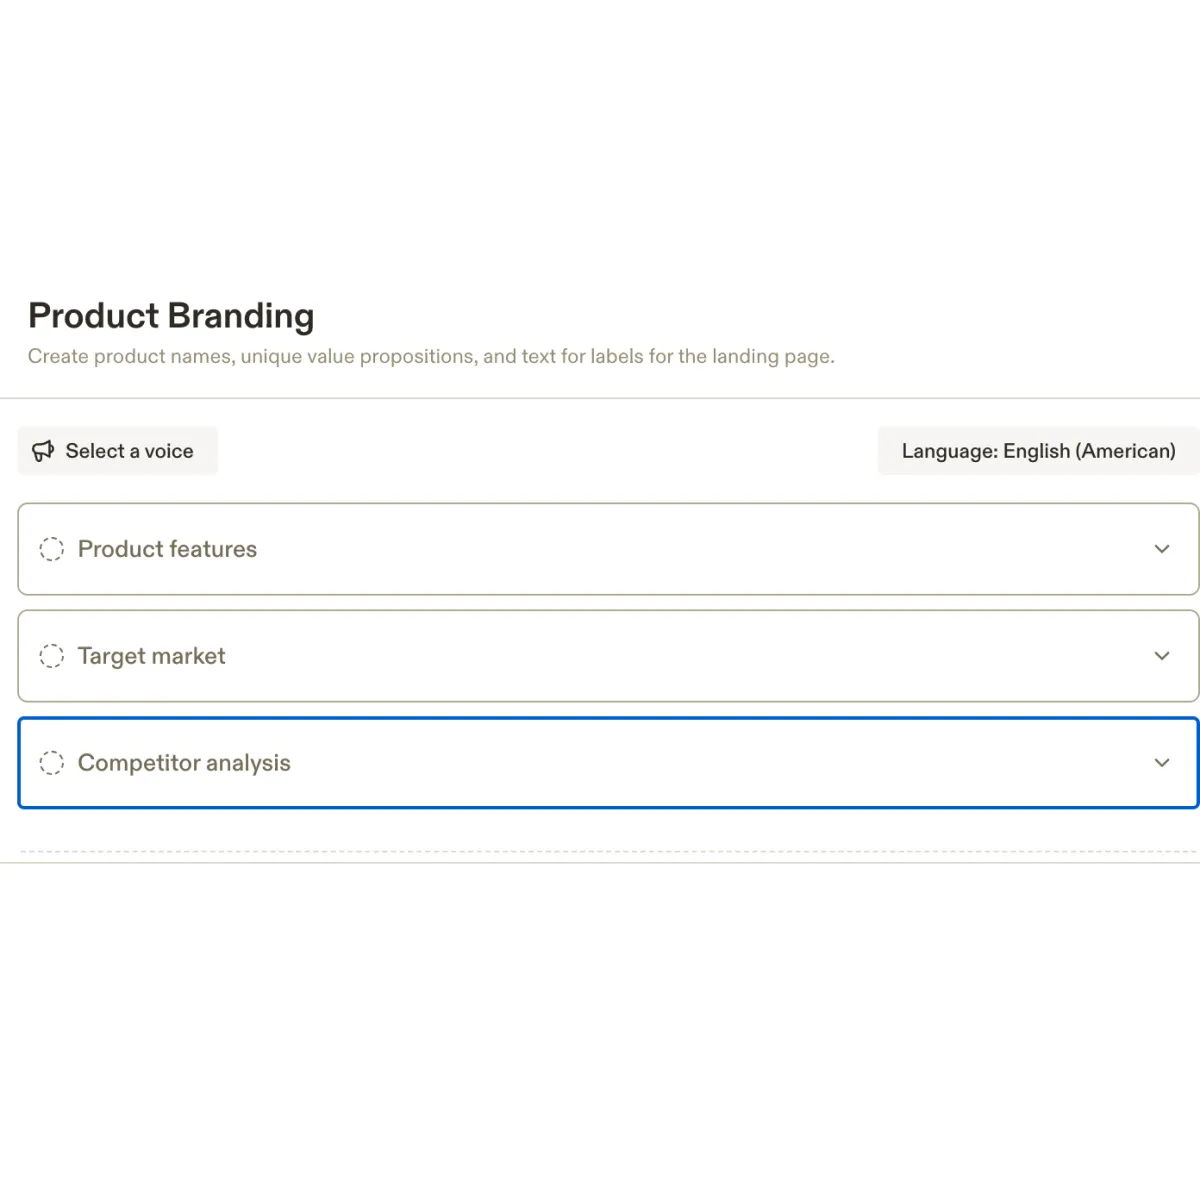 Product Branding
Create product names, unique value propositions, and text for labels for the landing page.
Select a voice
Language: English (American)
Product features
Target market
Competitor analysis